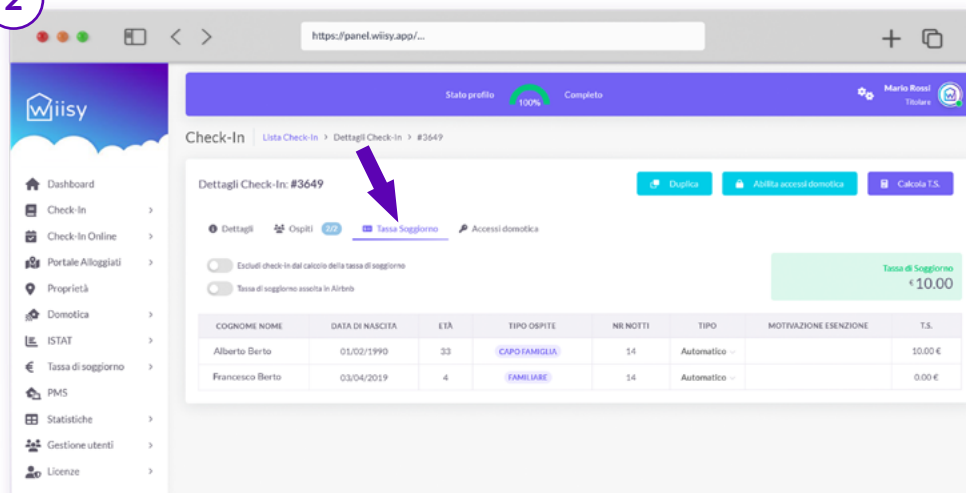 2
https://panel.wiisy.app/...
wiisy
Stato profilo 100% Completo
Mario Rossi
Titolare
Check-In Lista Check-In > Dettagli Check-In > #3649
Dashboard
Check-In
Check-In Online
Portale Alloggiati
Proprietà
Domotica
ISTAT
Tassa di soggiorno
PMS
Statistiche
Gestione utenti
Licenze
Dettagli Check-In: #3649
Duplica Abilita accessi domotica Calcola T.S.
Dettagli Ospiti 2/2 Tassa Soggiorno Accessi domotica
Escludi check-in dal calcolo della tassa di soggiorno
Tassa di soggiorno assolta in Airbnb
Tassa di Soggiorno
€10.00
COGNOME NOME DATA DI NASCITA ETÀ TIPO OSPITE NR NOTTI TIPO MOTIVAZIONE ESENZIONE T.S.
Alberto Berto 01/02/1990 33 CAPO FAMIGLIA 14 Automatico 10.00 €
Francesco Berto 03/04/2019 4 FAMILIARE 14 Automatico 0.00 €